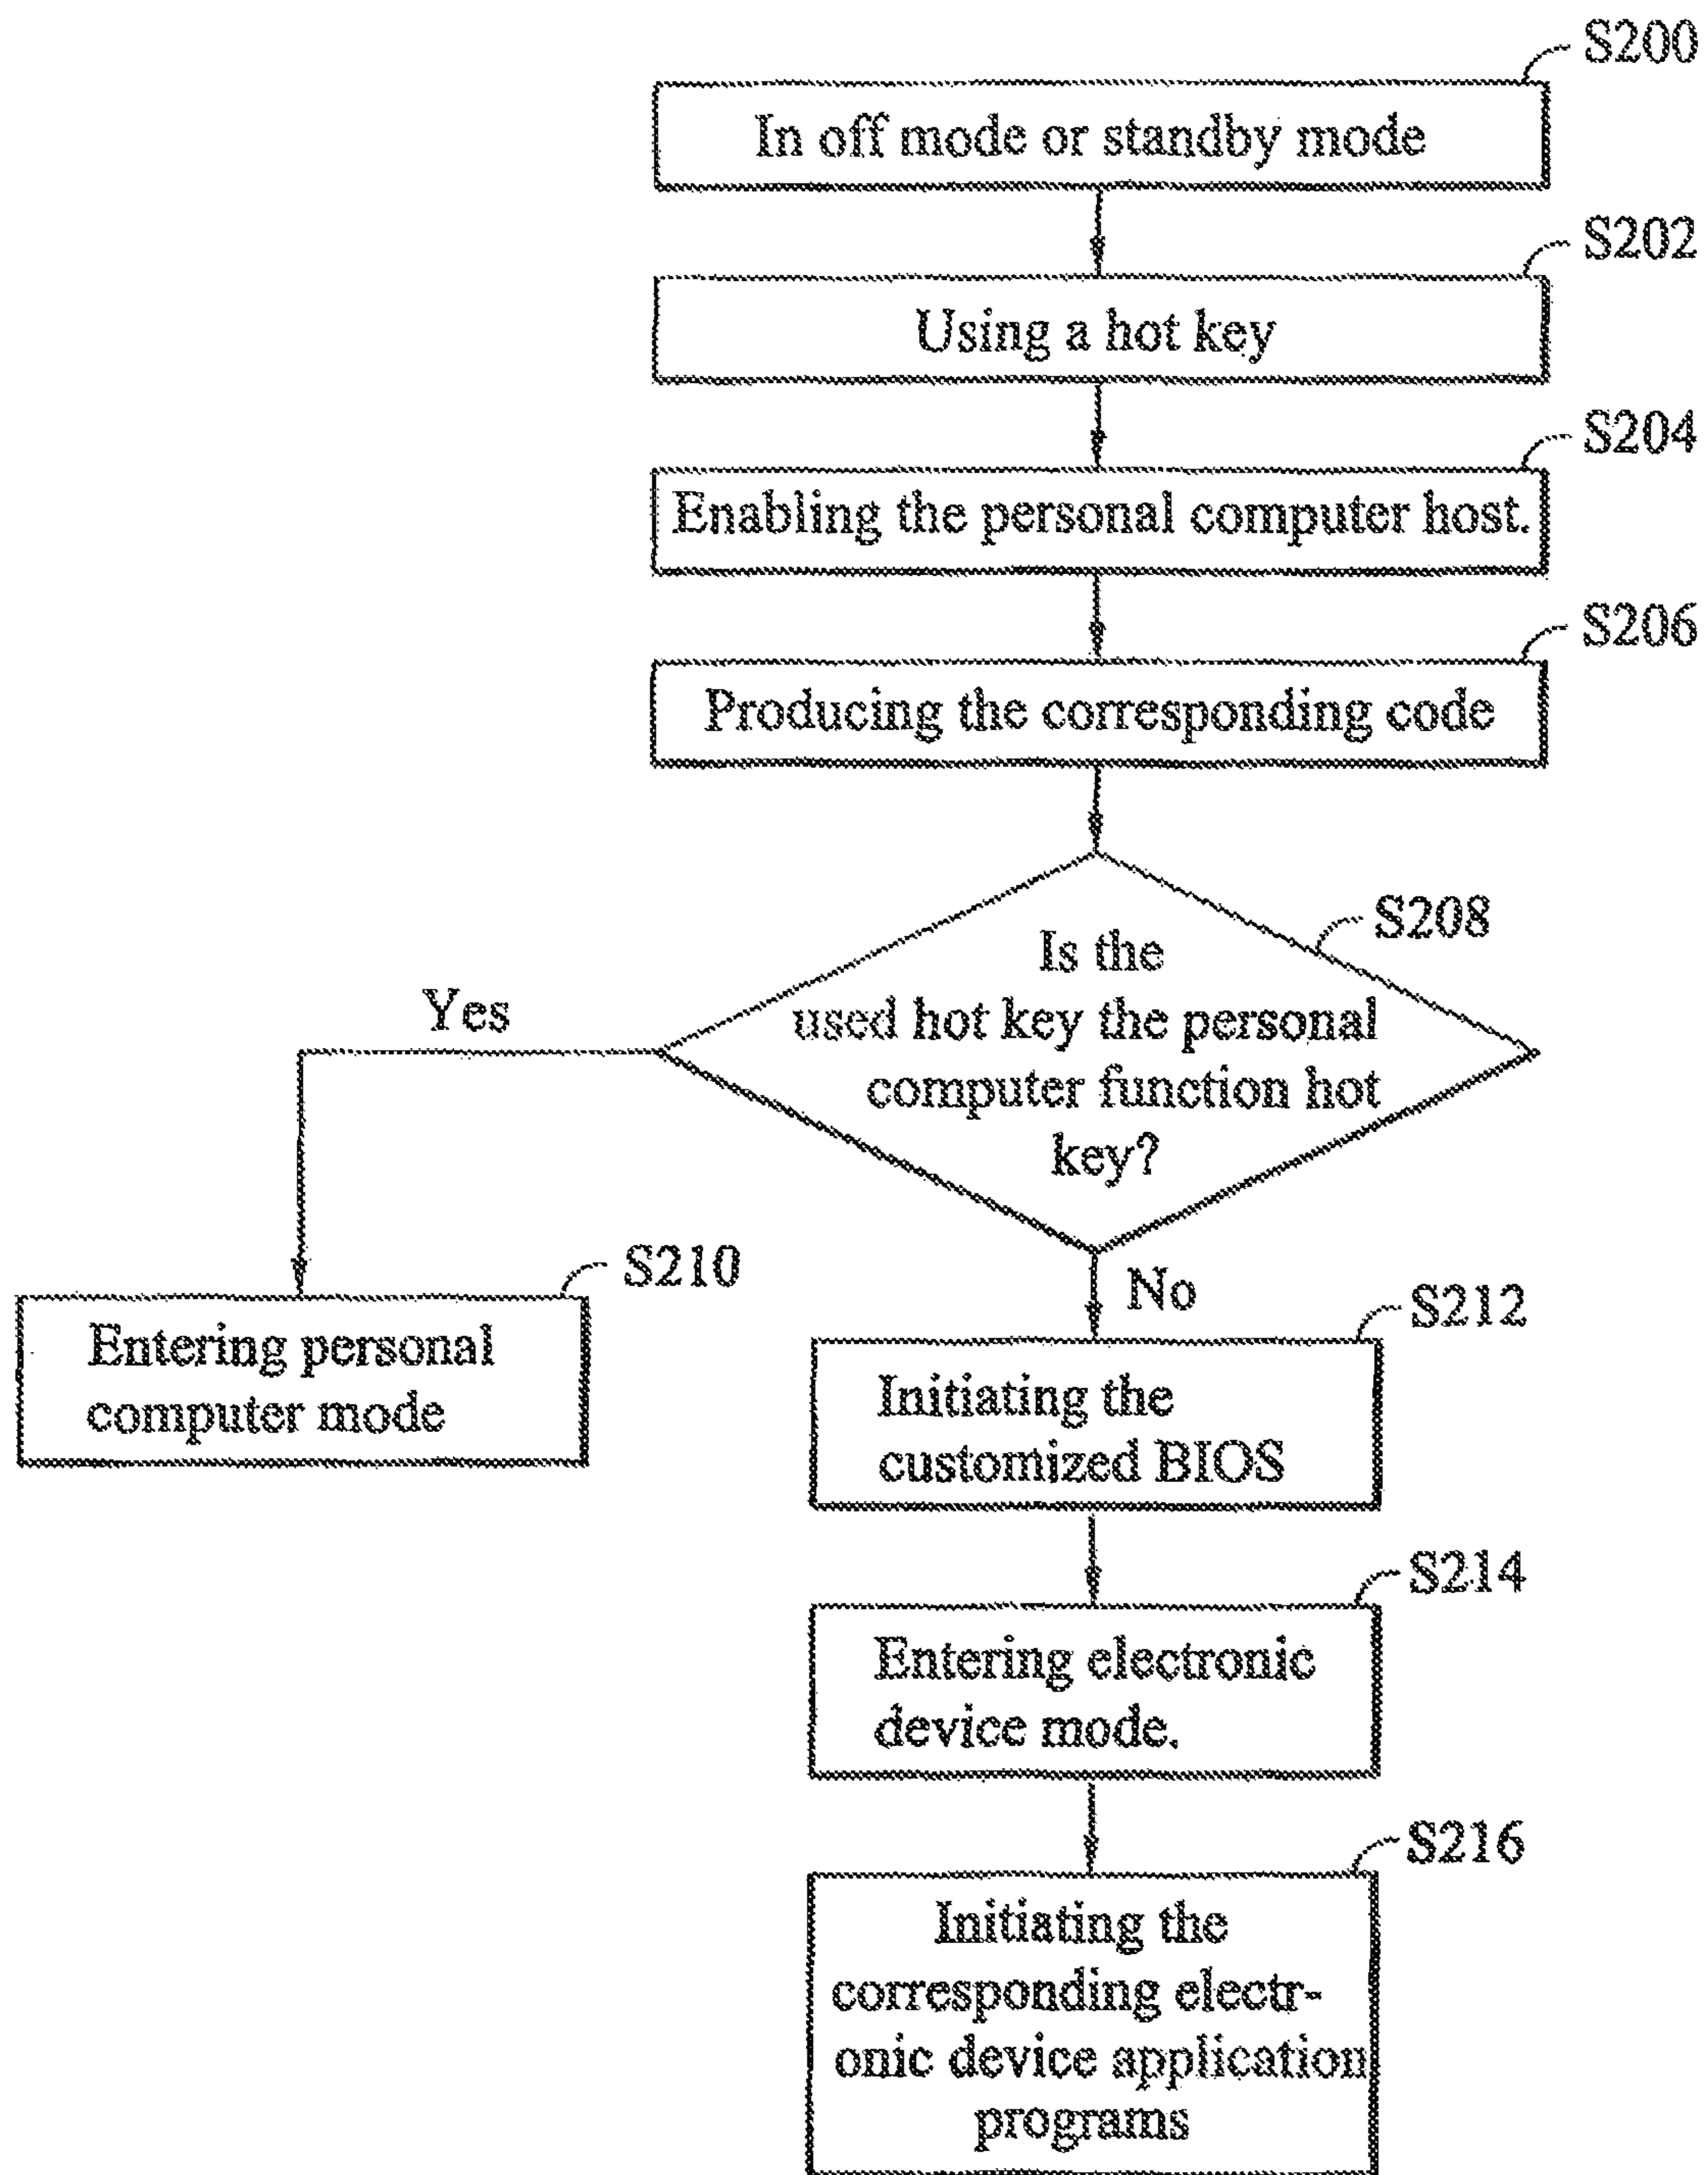 S200
In off mode or standby mode
S202
Using a hot key
S204
Enabling the personal computer host.
S206
Producing the corresponding code
S208
Is the
used hot key the personal
computer function hot
key?
Yes
No
S210
Entering personal
computer mode
S212
Initiating the
customized BIOS
S214
Entering electronic
device mode.
S216
Initiating the
corresponding electr-
onic device application
programs